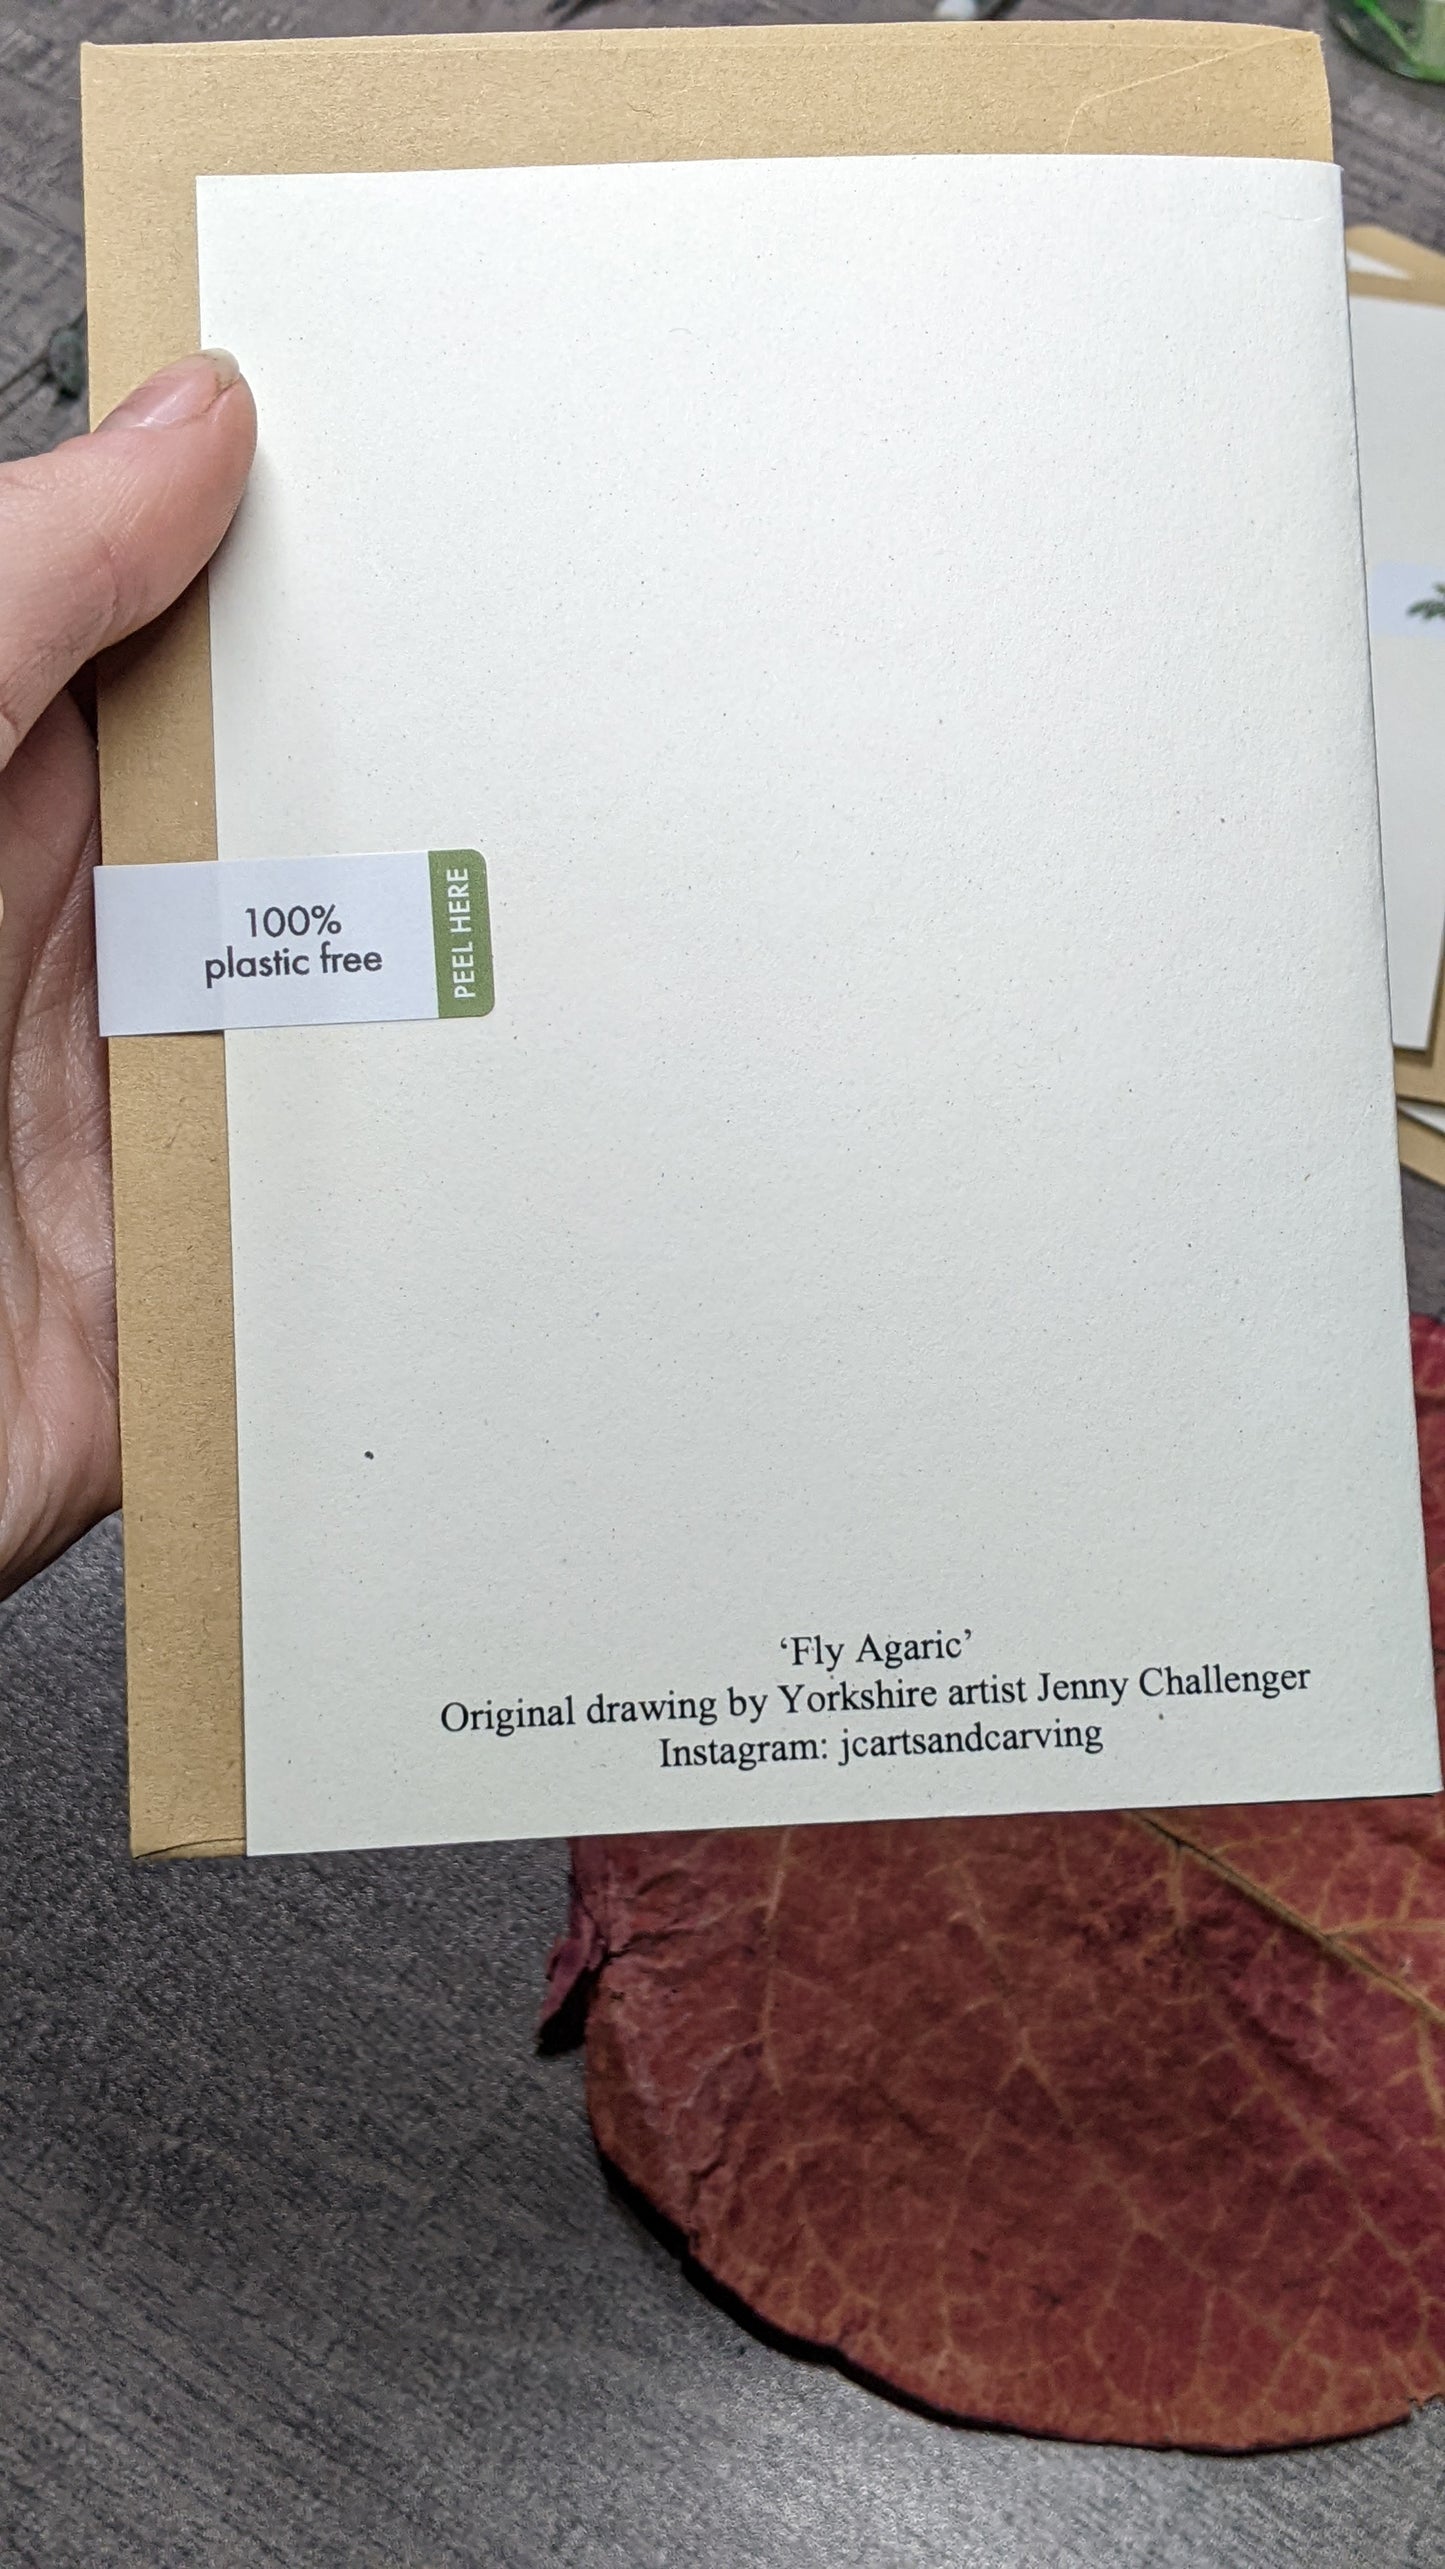 100%
plastic free
PEEL HERE
‘Fly Agaric’
Original drawing by Yorkshire artist Jenny Challenger
Instagram: jcartsandcarving